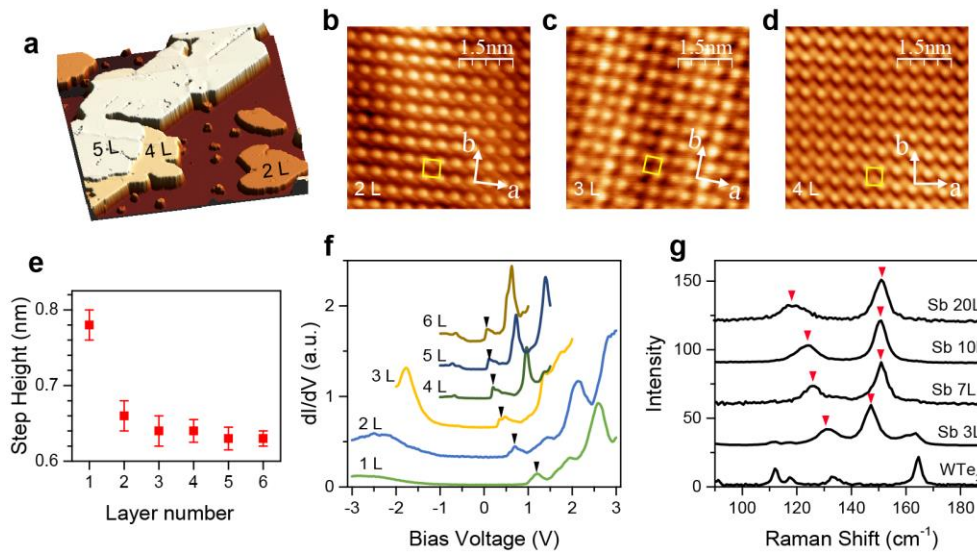 a
5 L
4 L
2 L
b
1.5nm
b
a
2 L
c
1.5nm
b
a
3 L
d
1.5nm
b
a
4 L
e
Step Height (nm)
0.8
0.7
0.6
1 2 3 4 5 6
Layer number
f
dI/dV (a.u.)
2
1
0
6 L
5 L
4 L
3 L
2 L
1 L
-3 -2 -1 0 1 2 3
Bias Voltage (V)
g
Intensity
150
100
50
0
Sb 20L
Sb 10L
Sb 7L
Sb 3L
WTe
100 120 140 160 180
Raman Shift (cm⁻¹)